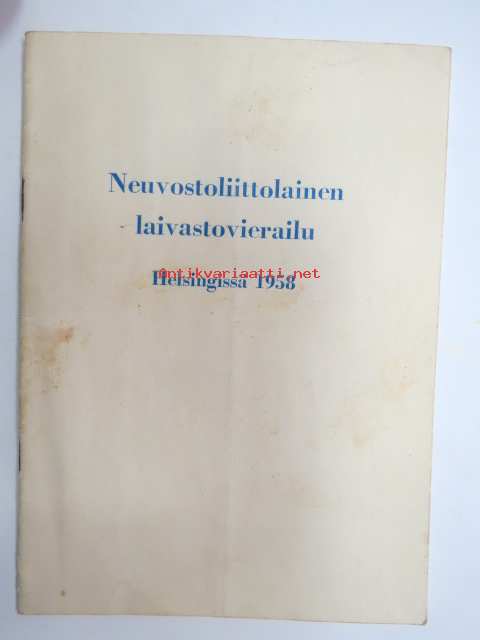 Neuvostoliittolainen
laivastovierailu
antikvariaatti.net
Helsingissä 1958